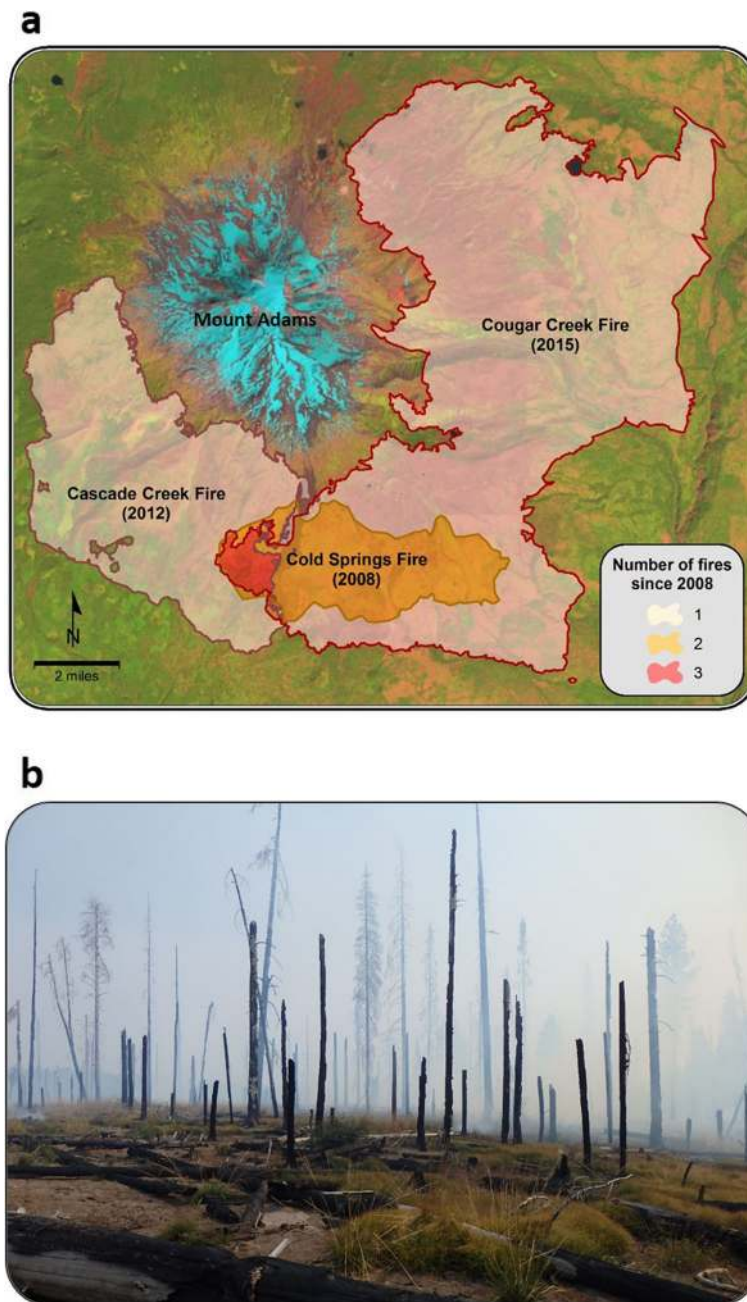 a
Mount Adams
Cougar Creek Fire
(2015)
Cascade Creek Fire
(2012)
Cold Springs Fire
(2008)
Number of fires
since 2008
1
2
3
N
2 miles
b